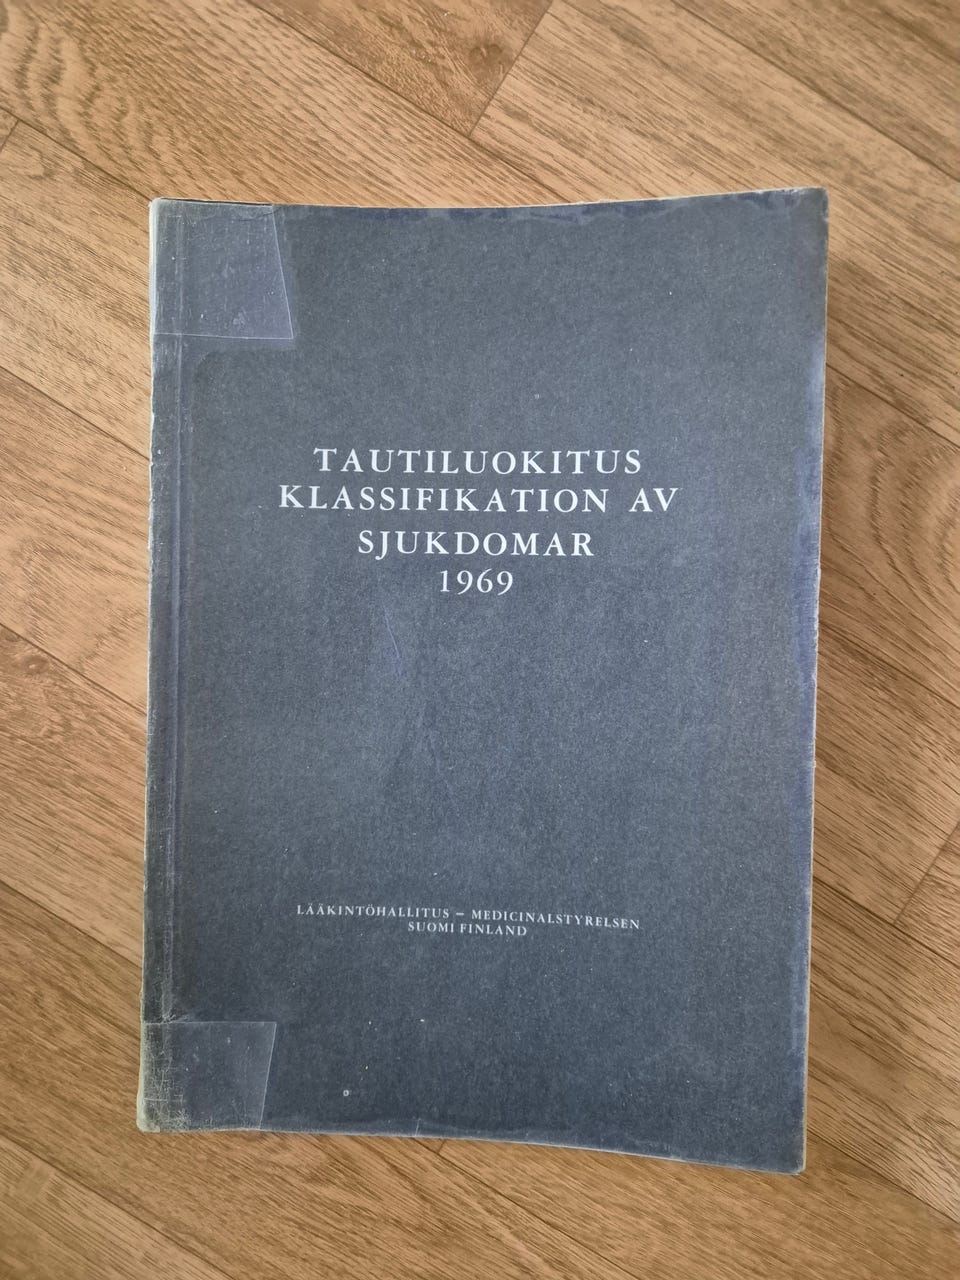 TAUTILUOKITUS
KLASSIFIKATION AV
SJUKDOMAR
1969
LÄÄKINTÖHALLITUS – MEDICINALSTYRELSEN
SUOMI FINLAND